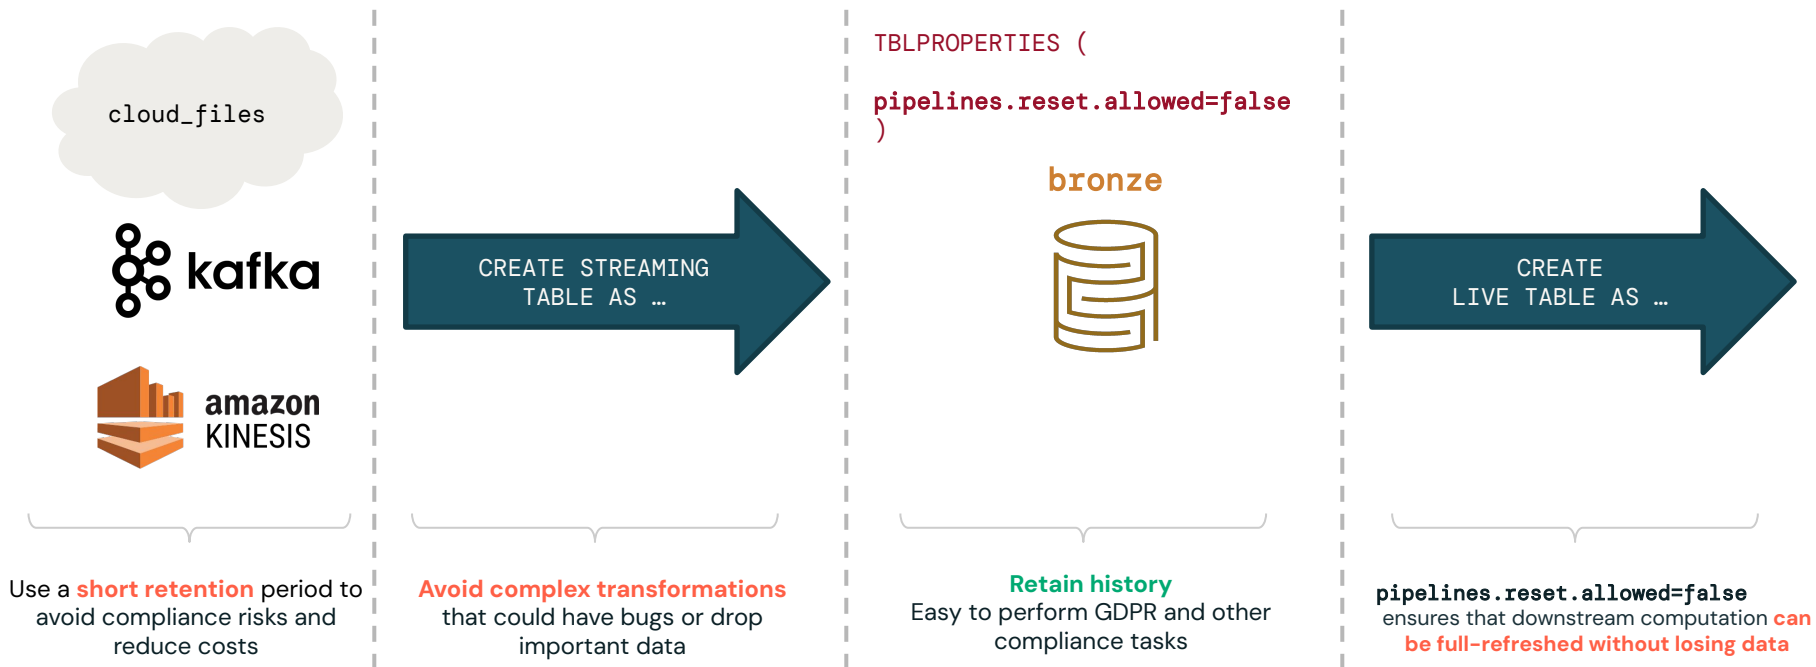 cloud_files
kafka
amazon
KINESIS
Use a short retention period to
avoid compliance risks and
reduce costs
CREATE STREAMING
TABLE AS …
Avoid complex transformations
that could have bugs or drop
important data
TBLPROPERTIES (
pipelines.reset.allowed=false
)
bronze
Retain history
Easy to perform GDPR and other
compliance tasks
CREATE
LIVE TABLE AS …
pipelines.reset.allowed=false
ensures that downstream computation can
be full-refreshed without losing data